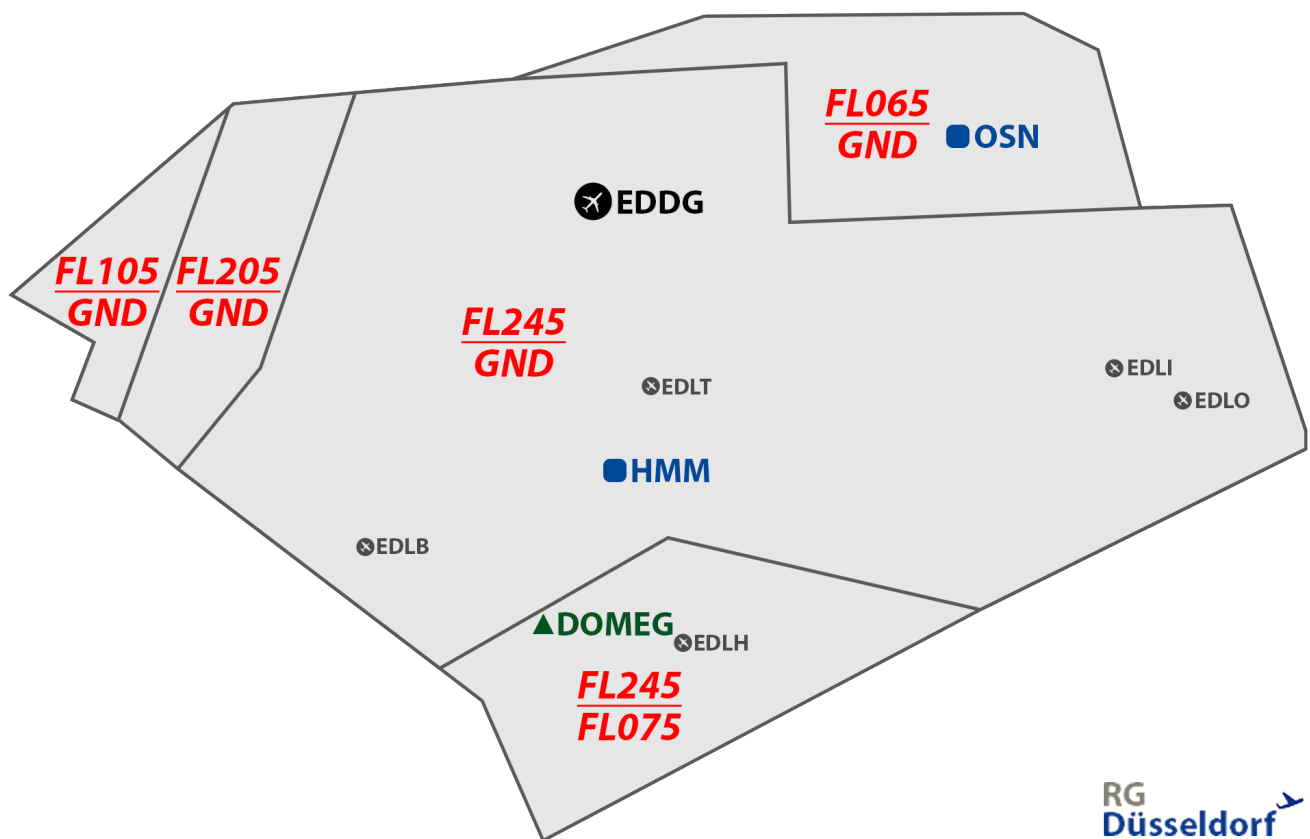 FL065
GND
OSN
EDDG
FL105
GND
FL205
GND
FL245
GND
EDLT
EDLI
EDLO
HMM
EDLB
DOMEG
EDLH
FL245
FL075
RG
Düsseldorf